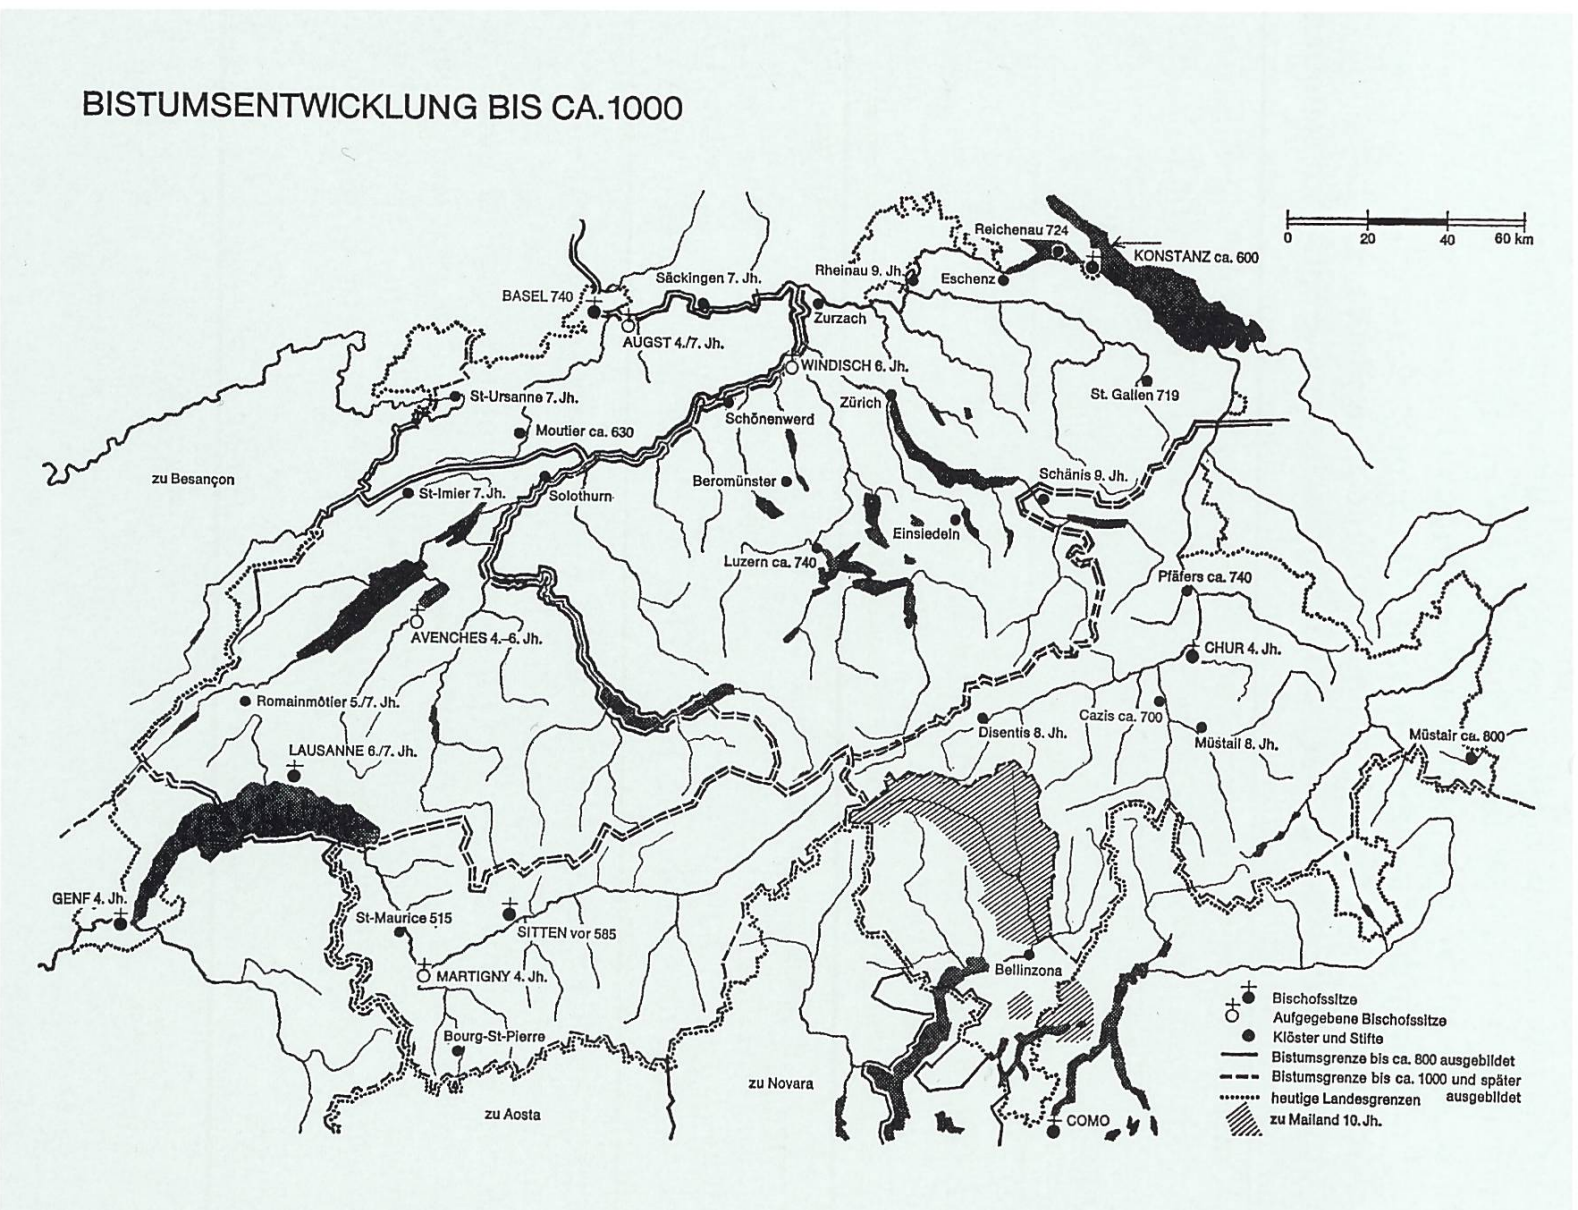 BISTUMSENTWICKLUNG BIS CA.1000
0 20 40 60 km
Reichenau 724
KONSTANZ ca. 600
Rheinau 9. Jh.
Eschenz
Säckingen 7. Jh.
BASEL 740
Zurzach
AUGST 4./7. Jh.
WINDISCH 6. Jh.
St-Ursanne 7. Jh.
Zürich
St. Gallen 719
Schönenwerd
Moutier ca. 630
zu Besançon
Schänis 9. Jh.
Beromünster
St-Imier 7. Jh.
Solothurn
Einsiedeln
Luzern ca. 740
Pfäfers ca. 740
AVENCHES 4.-6. Jh.
CHUR 4. Jh.
Romainmôtier 5./7. Jh.
Cazis ca. 700
Disentis 8. Jh.
Müstail 8. Jh.
Müstair ca. 800
LAUSANNE 6./7. Jh.
GENF 4. Jh.
St-Maurice 515
SITTEN vor 585
MARTIGNY 4. Jh.
Bellinzona
Bourg-St-Pierre
zu Novara
zu Aosta
COMO
Bischofssitze
Aufgegebene Bischofssitze
Klöster und Stifte
Bistumsgrenze bis ca. 800 ausgebildet
Bistumsgrenze bis ca. 1000 und später
ausgebildet
heutige Landesgrenzen
zu Mailand 10. Jh.